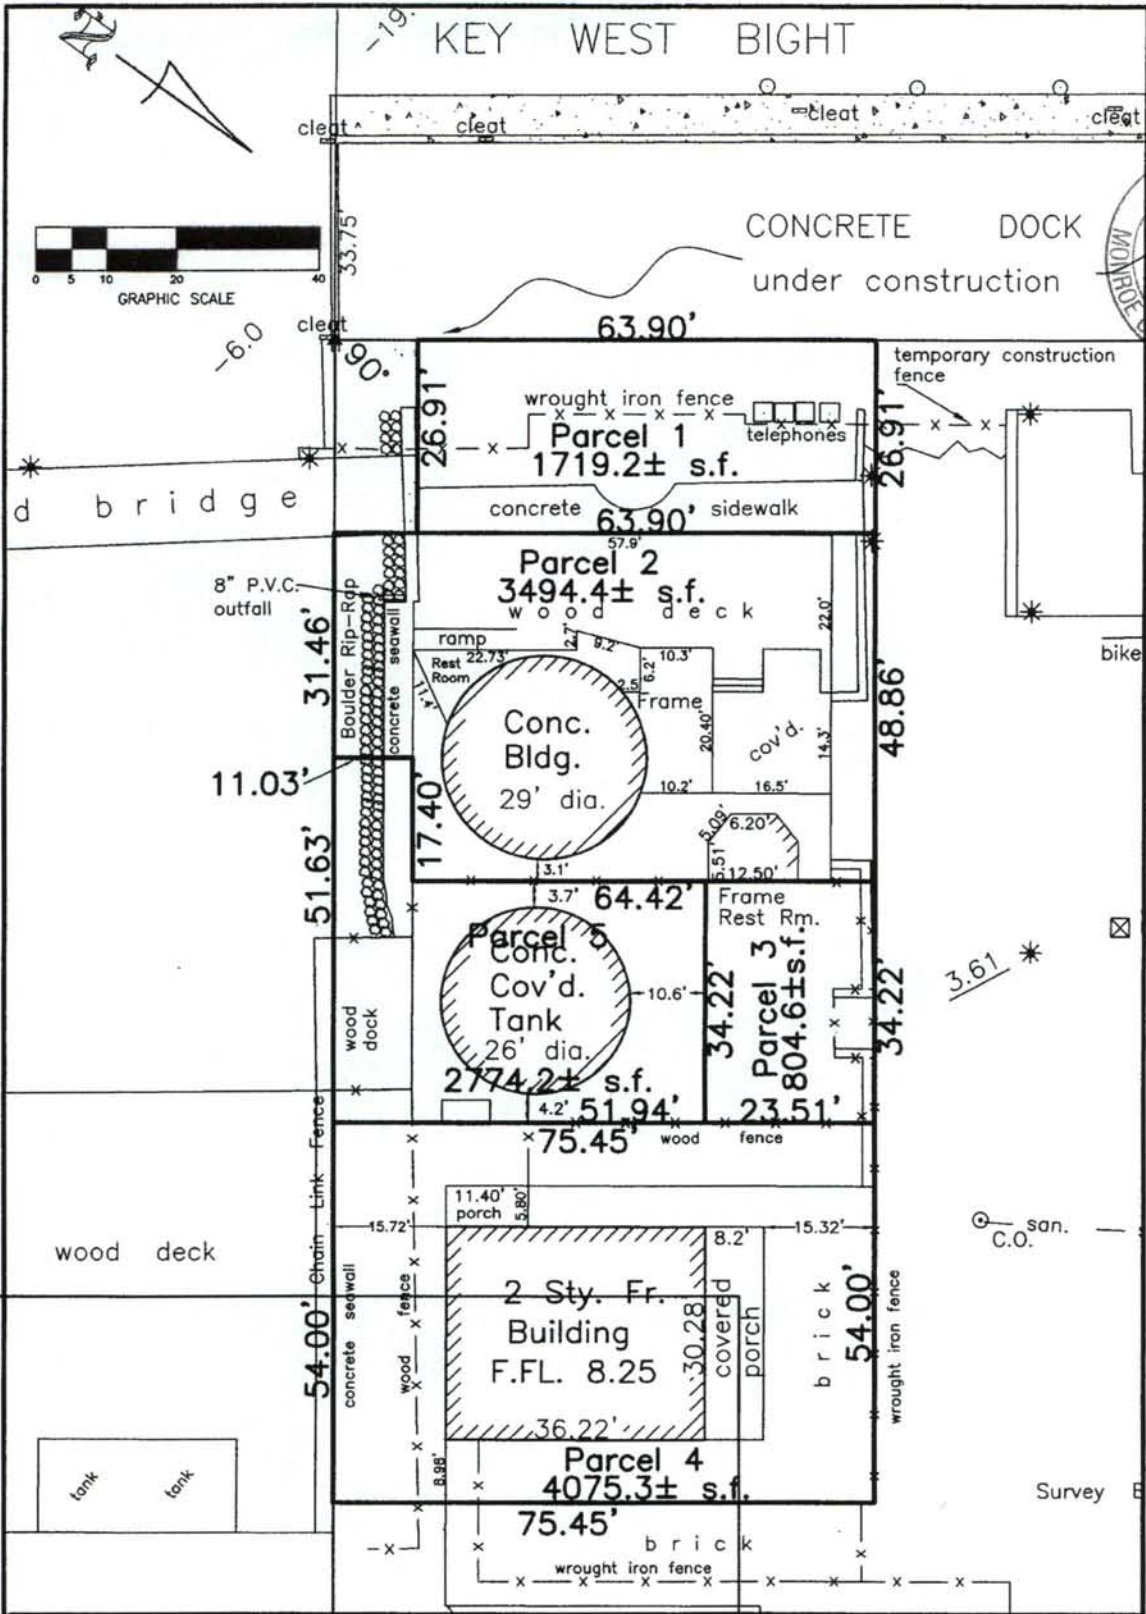 N
-19.
KEY WEST BIGHT
cleat
cleat
cleat
cleat
33.75'
0 5 10 20 40
GRAPHIC SCALE
CONCRETE DOCK
under construction
MONROE
-6.0
cleat
90°
63.90'
temporary construction
fence
26.91'
wrought iron fence
telephones
Parcel 1
1719.2± s.f.
26.91'
d bridge
concrete sidewalk
63.90'
57.9'
Parcel 2
3494.4± s.f.
wood deck
8" P.V.C.
outfall
31.46'
Boulder Rip-Rap
concrete seawall
ramp
22.73'
2.7'
9.2'
10.3'
22.0'
bike
Rest
Room
11.4'
6.2'
2.5
Frame
20.40'
cov'd.
14.3'
48.86'
Conc.
Bldg.
29' dia.
10.2'
16.5'
11.03'
17.40'
5.09'
6.20'
5.51'
12.50'
3.1'
51.63'
3.7'
64.42'
Frame
Rest Rm.
Parcel 5
Conc.
Cov'd.
Tank
26' dia.
2774.2± s.f.
10.6'
34.22'
Parcel 3
804.6±s.f.
34.22'
3.61
wood
dock
4.2'
51.94'
23.51'
75.45'
wood fence
Chain Link Fence
11.40'
porch
5.80'
15.72'
8.2'
15.32'
san.
C.O.
wood deck
54.00'
concrete seawall
wood fence
2 Sty. Fr.
Building
F.FL. 8.25
30.28
covered
porch
brick
54.00'
wrought iron fence
36.22'
8.98'
Parcel 4
4075.3± s.f.
tank
tank
75.45'
Survey
brick
wrought iron fence